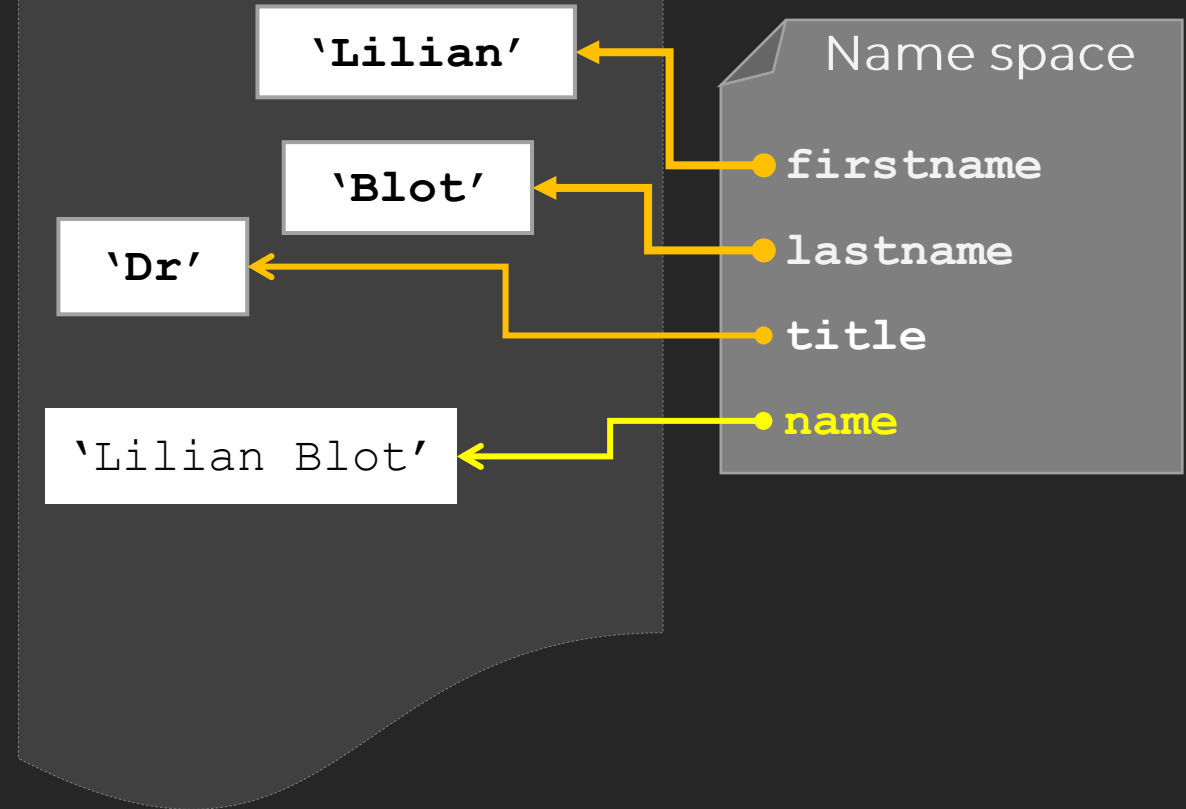 ‘Lilian’
Name space
‘Blot’
firstname
lastname
‘Dr’
title
name
‘Lilian Blot’